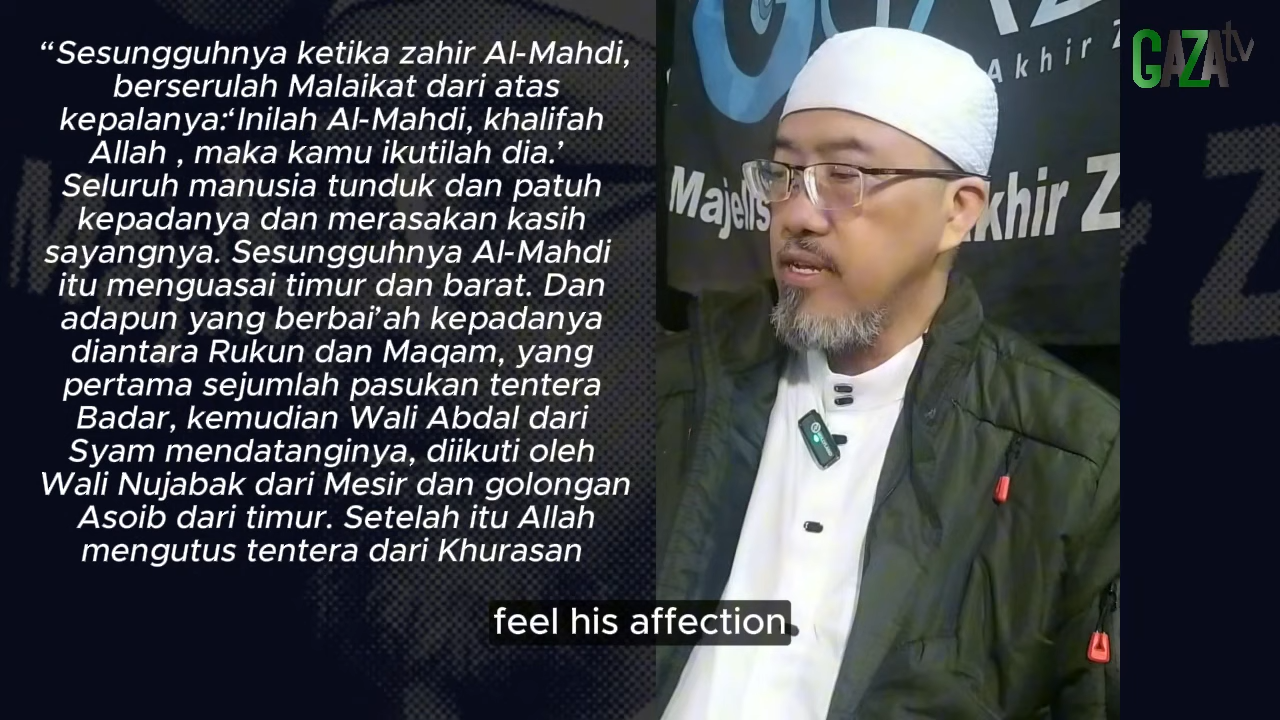 “Sesungguhnya ketika zahir Al-Mahdi,
berserulah Malaikat dari atas
kepalanya:‘Inilah Al-Mahdi, khalifah
Allah , maka kamu ikutilah dia.’
Seluruh manusia tunduk dan patuh
kepadanya dan merasakan kasih
sayangnya. Sesungguhnya Al-Mahdi
itu menguasai timur dan barat. Dan
adapun yang berbai’ah kepadanya
diantara Rukun dan Maqam, yang
pertama sejumlah pasukan tentera
Badar, kemudian Wali Abdal dari
Syam mendatanginya, diikuti oleh
Wali Nujabak dari Mesir dan golongan
Asoib dari timur. Setelah itu Allah
mengutus tentera dari Khurasan
feel his affection
GAZAtv
Akhir Z
Majelis
khir Z